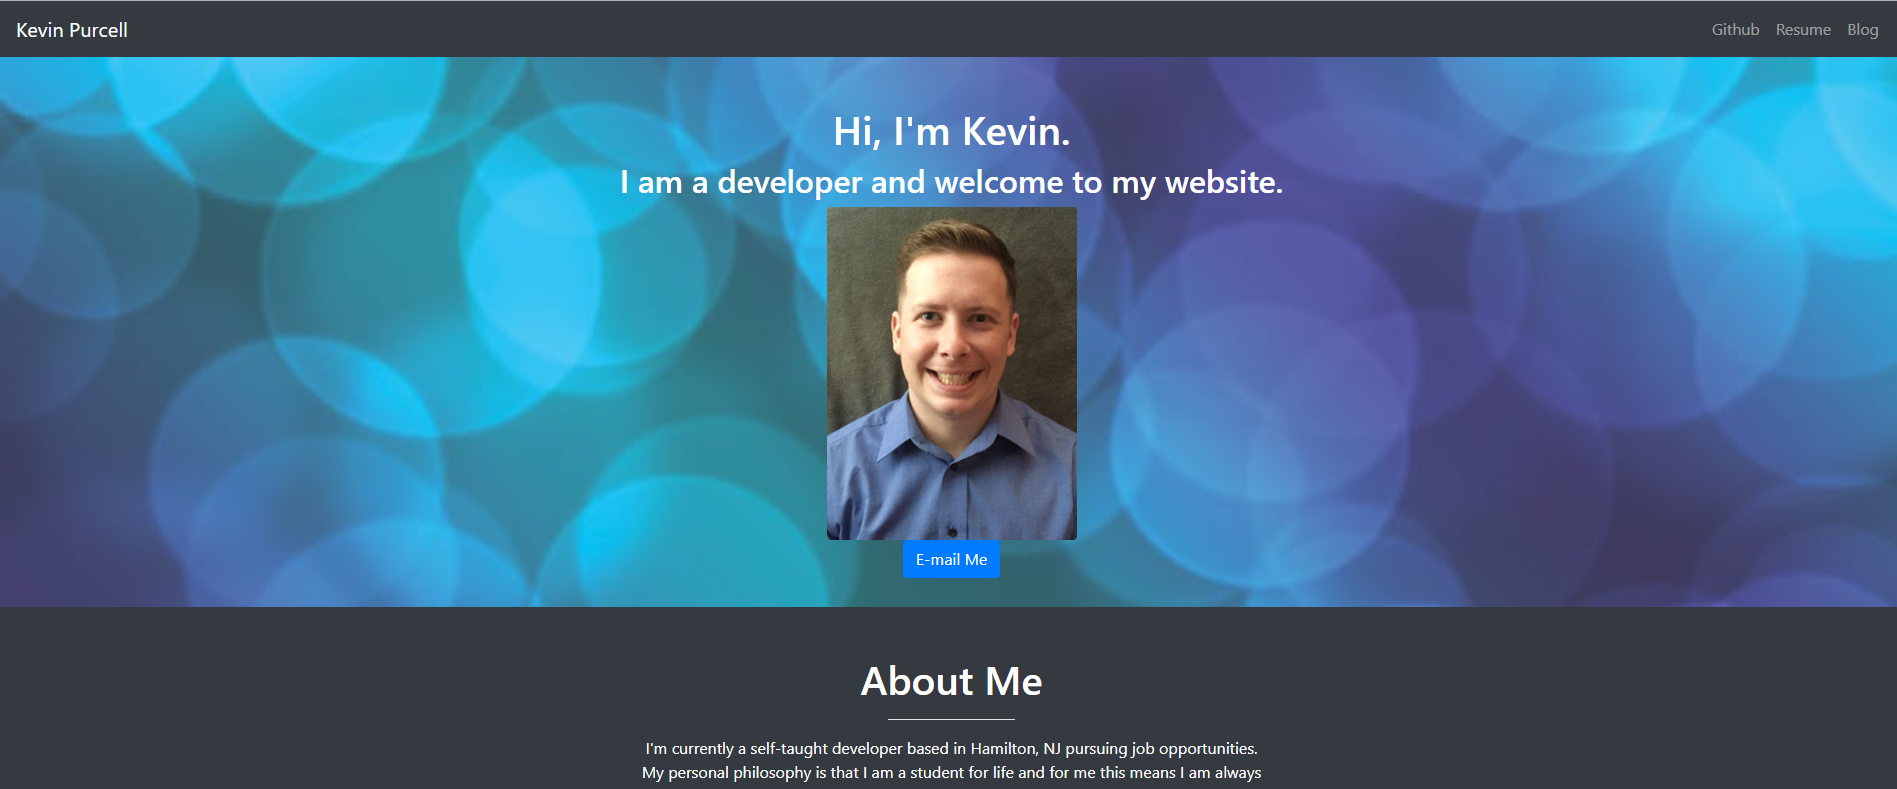 Kevin Purcell
Github Resume Blog
Hi, I'm Kevin.
I am a developer and welcome to my website.
E-mail Me
About Me
I'm currently a self-taught developer based in Hamilton, NJ pursuing job opportunities.
My personal philosophy is that I am a student for life and for me this means I am always